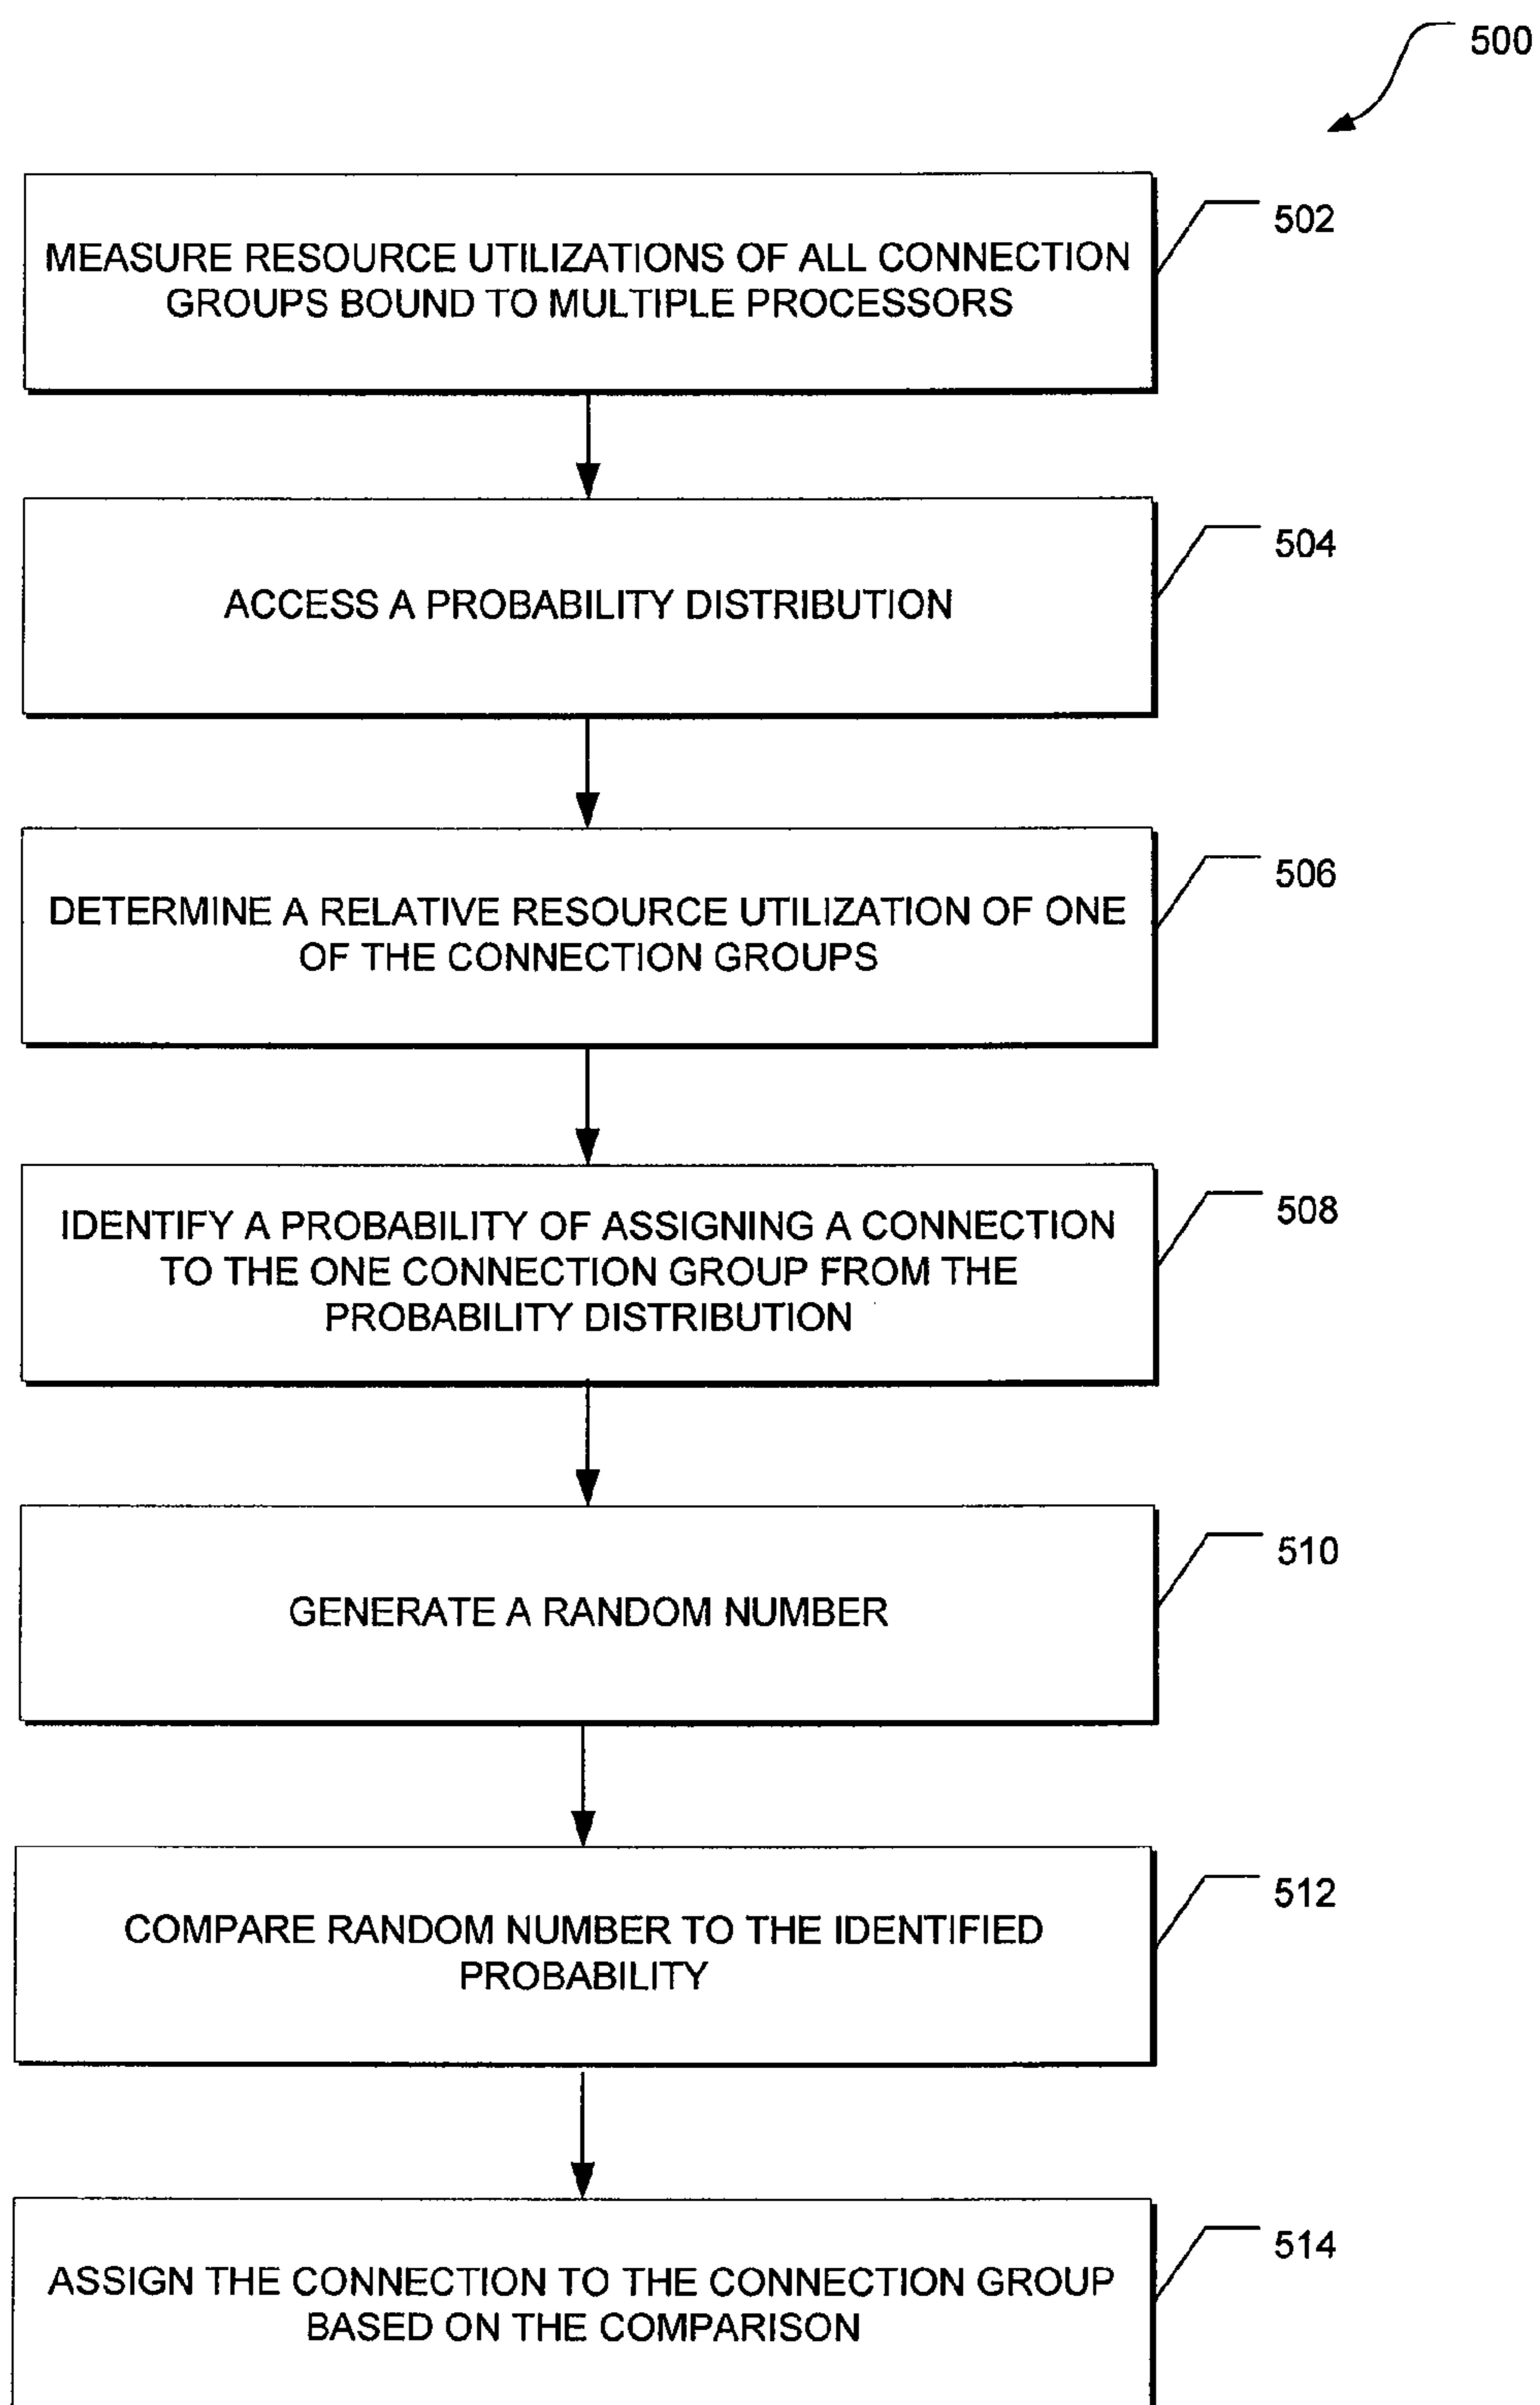 500
MEASURE RESOURCE UTILIZATIONS OF ALL CONNECTION
GROUPS BOUND TO MULTIPLE PROCESSORS
502
ACCESS A PROBABILITY DISTRIBUTION
504
DETERMINE A RELATIVE RESOURCE UTILIZATION OF ONE
OF THE CONNECTION GROUPS
506
IDENTIFY A PROBABILITY OF ASSIGNING A CONNECTION
TO THE ONE CONNECTION GROUP FROM THE
PROBABILITY DISTRIBUTION
508
GENERATE A RANDOM NUMBER
510
COMPARE RANDOM NUMBER TO THE IDENTIFIED
PROBABILITY
512
ASSIGN THE CONNECTION TO THE CONNECTION GROUP
BASED ON THE COMPARISON
514